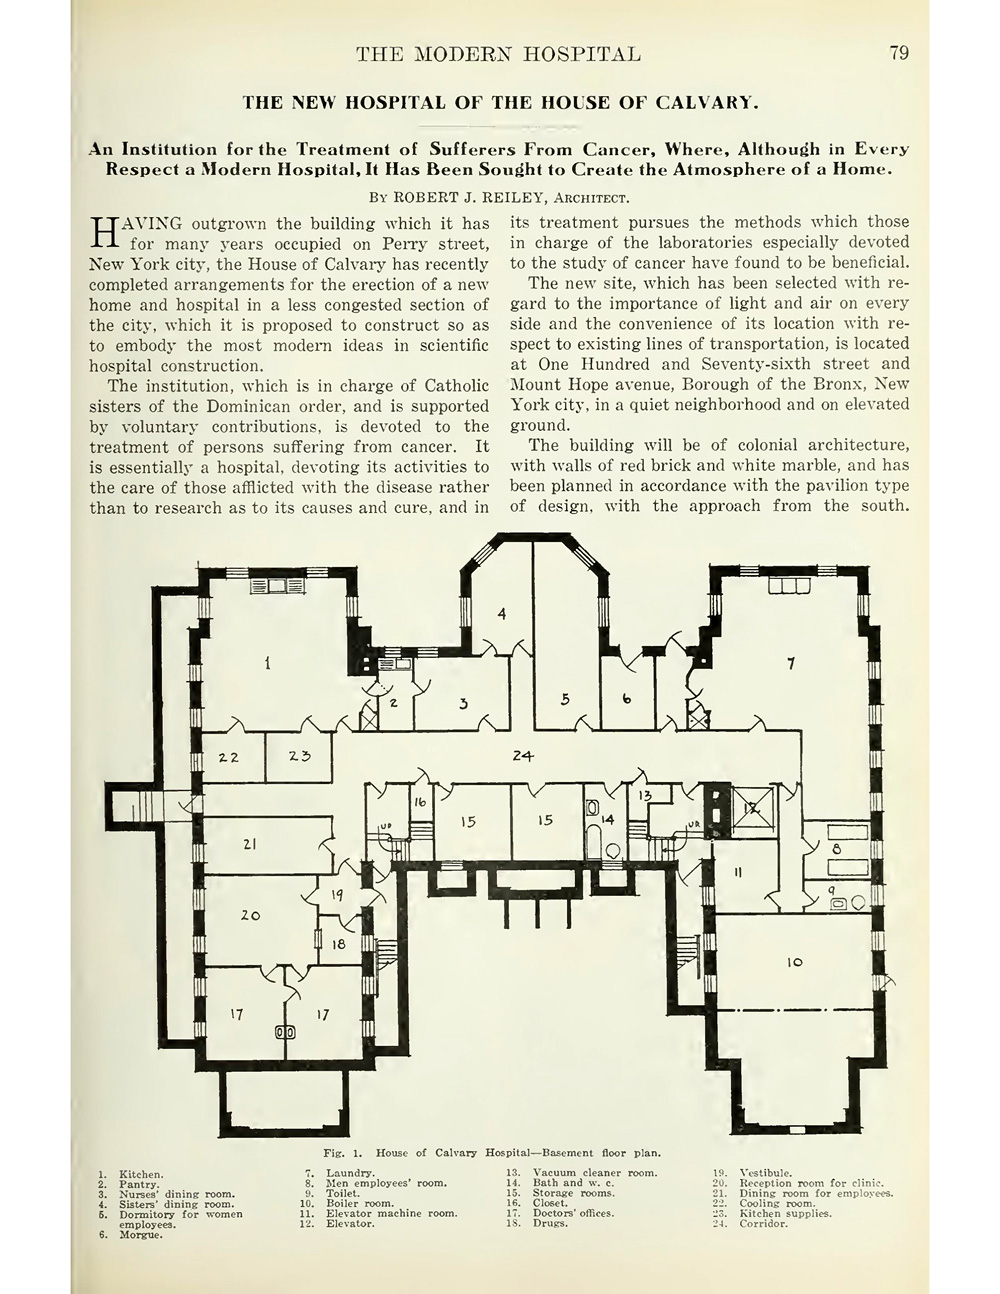 THE MODERN HOSPITAL 79
THE NEW HOSPITAL OF THE HOUSE OF CALVARY.
An Institution for the Treatment of Sufferers From Cancer, Where, Although in Every
Respect a Modern Hospital, It Has Been Sought to Create the Atmosphere of a Home.
BY ROBERT J. REILEY, ARCHITECT.
HAVING outgrown the building which it has
for many years occupied on Perry street,
New York city, the House of Calvary has recently
completed arrangements for the erection of a new
home and hospital in a less congested section of
the city, which it is proposed to construct so as
to embody the most modern ideas in scientific
hospital construction.
The institution, which is in charge of Catholic
sisters of the Dominican order, and is supported
by voluntary contributions, is devoted to the
treatment of persons suffering from cancer. It
is essentially a hospital, devoting its activities to
the care of those afflicted with the disease rather
than to research as to its causes and cure, and in
its treatment pursues the methods which those
in charge of the laboratories especially devoted
to the study of cancer have found to be beneficial.
The new site, which has been selected with re-
gard to the importance of light and air on every
side and the convenience of its location with re-
spect to existing lines of transportation, is located
at One Hundred and Seventy-sixth street and
Mount Hope avenue, Borough of the Bronx, New
York city, in a quiet neighborhood and on elevated
ground.
The building will be of colonial architecture,
with walls of red brick and white marble, and has
been planned in accordance with the pavilion type
of design, with the approach from the south.
4
1
7
2
3
5
6
22
23
24
16
15
15
14
13
12
UP
UP
21
8
11
9
19
20
18
10
17
17
Fig. 1. House of Calvary Hospital—Basement floor plan.
1. Kitchen.
2. Pantry.
3. Nurses' dining room.
4. Sisters' dining room.
5. Dormitory for women
employees.
6. Morgue.
7. Laundry.
8. Men employees' room.
9. Toilet.
10. Boiler room.
11. Elevator machine room.
12. Elevator.
13. Vacuum cleaner room.
14. Bath and w. c.
15. Storage rooms.
16. Closet.
17. Doctors' offices.
18. Drugs.
19. Vestibule.
20. Reception room for clinic.
21. Dining room for employees.
22. Cooling room.
23. Kitchen supplies.
24. Corridor.